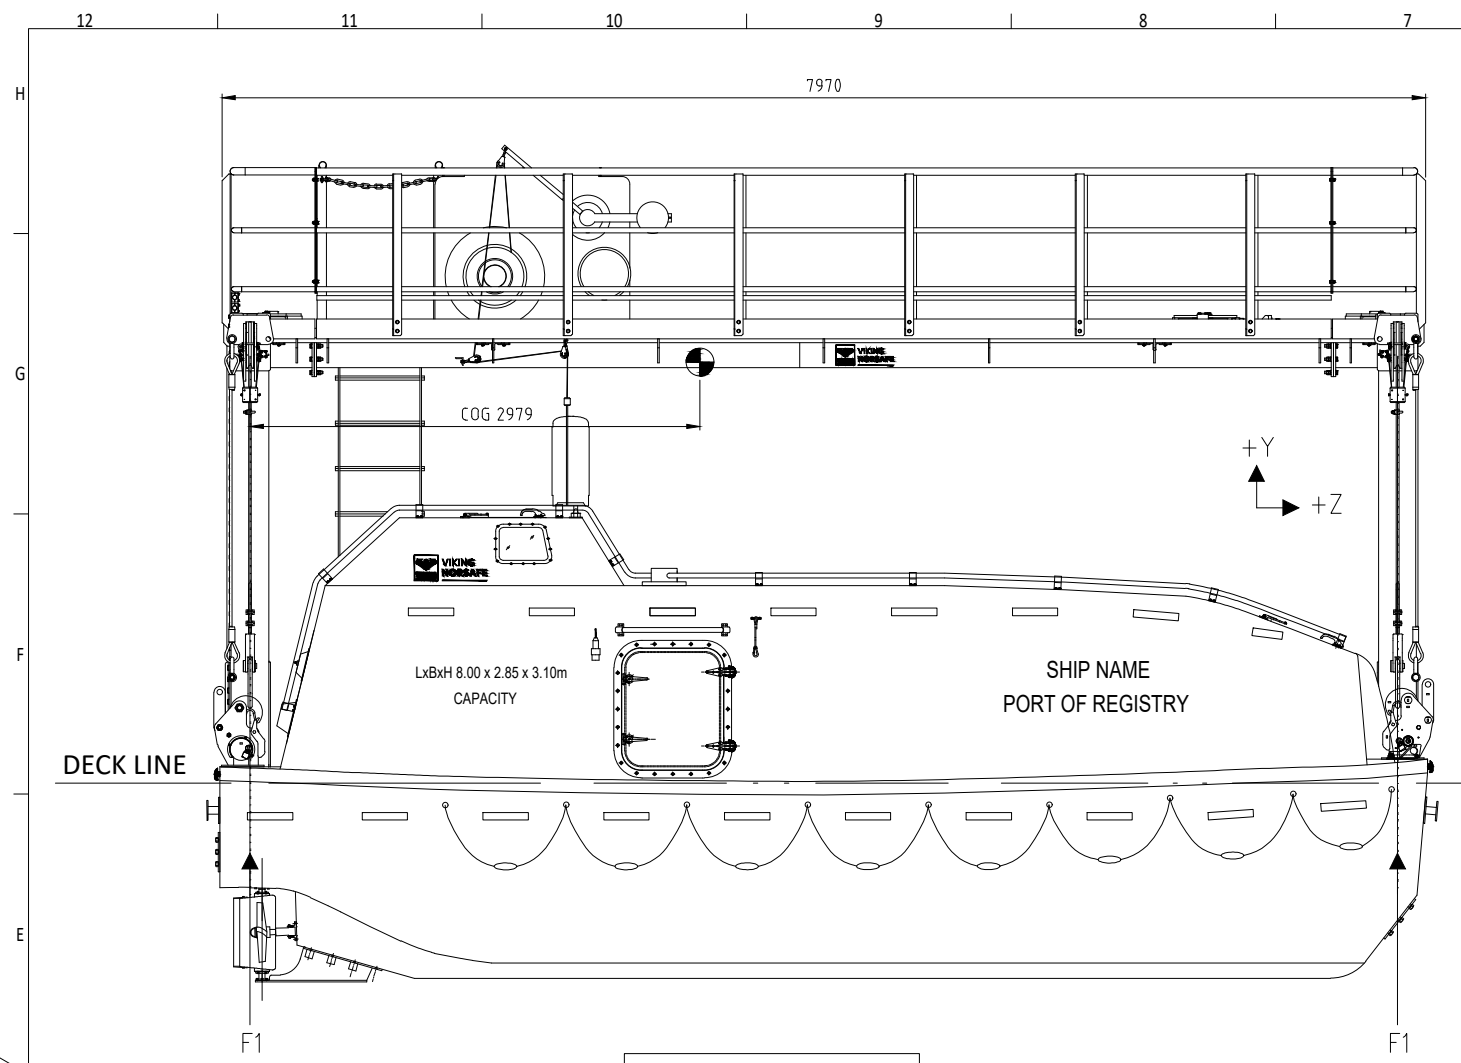 12 11 10 9 8 7
H
7970
G
VIKING
NORSAFE
COG 2979
+Y
+Z
VIKING
NORSAFE
F
LxBxH 8.00 x 2.85 x 3.10m
CAPACITY
SHIP NAME
PORT OF REGISTRY
DECK LINE
E
F1 F1